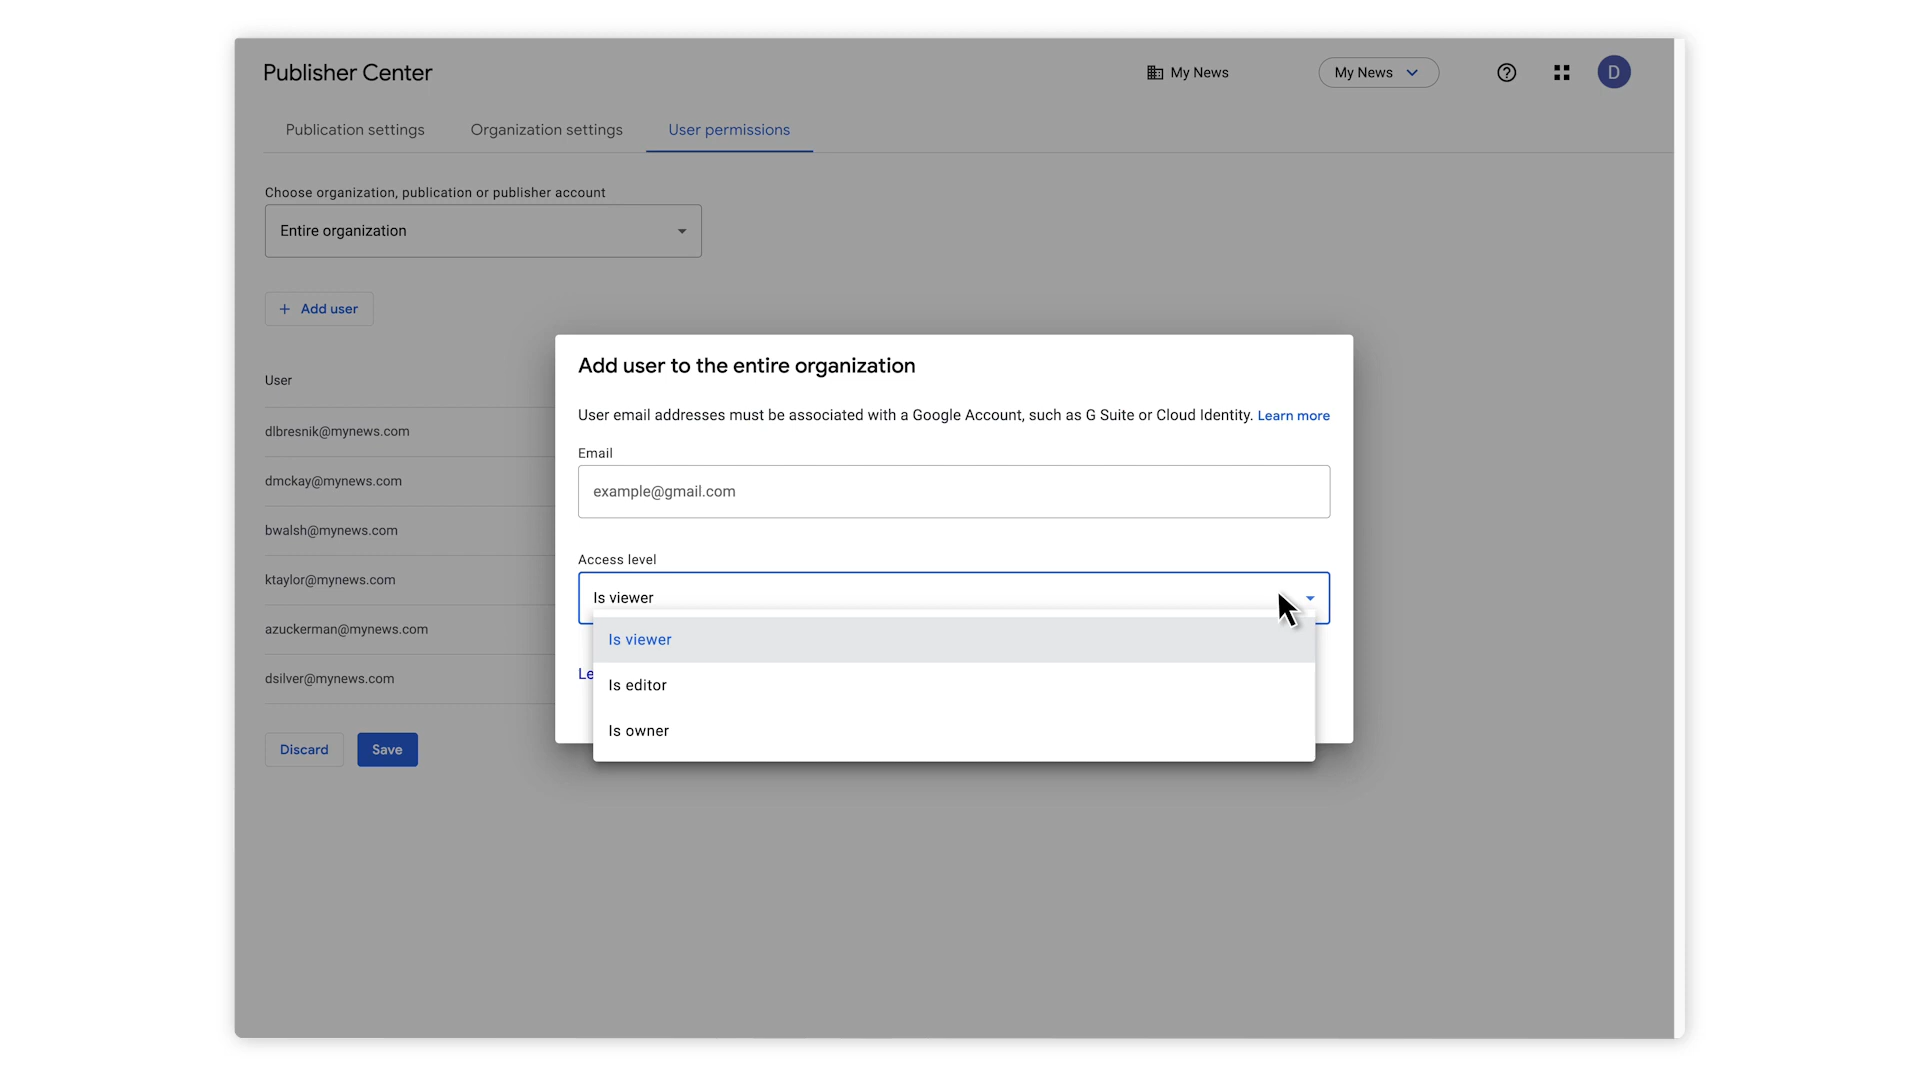 Publisher Center
My News
My News
D
Publication settings
Organization settings
User permissions
Choose organization, publication or publisher account
Entire organization
+ Add user
User
dlbresnik@mynews.com
dmckay@mynews.com
bwalsh@mynews.com
ktaylor@mynews.com
azuckerman@mynews.com
dsilver@mynews.com
Discard
Save
Add user to the entire organization
User email addresses must be associated with a Google Account, such as G Suite or Cloud Identity. Learn more
Email
example@gmail.com
Access level
Is viewer
Is viewer
Is editor
Is owner
Le